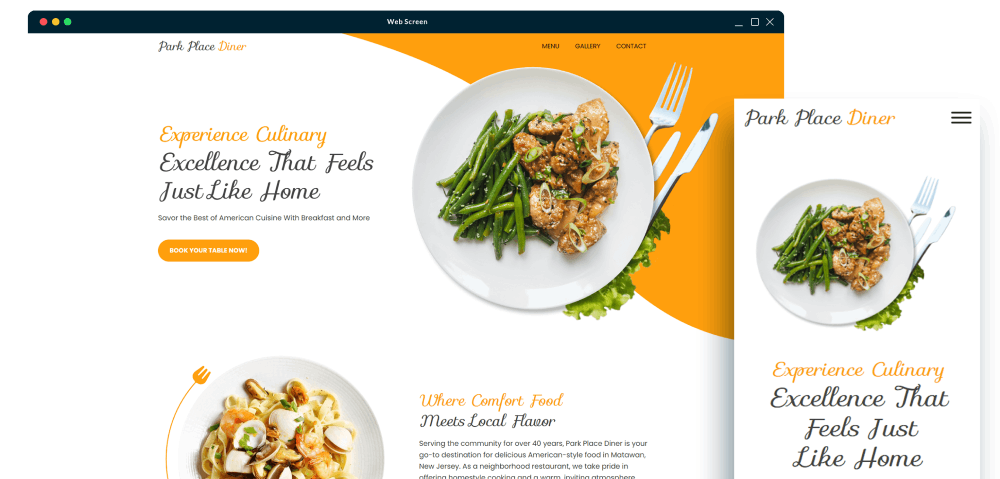 Web Screen
Park Place Diner
MENU GALLERY CONTACT
Experience Culinary
Excellence That Feels
Just Like Home
Savor the Best of American Cuisine With Breakfast and More
BOOK YOUR TABLE NOW!
Where Comfort Food
Meets Local Flavor
Serving the community for over 40 years, Park Place Diner is your
go-to destination for delicious American-style food in Matawan,
New Jersey. As a neighborhood restaurant, we take pride in
offering homestyle cooking and a warm, inviting atmosphere
Park Place Diner
Experience Culinary
Excellence That
Feels Just
Like Home